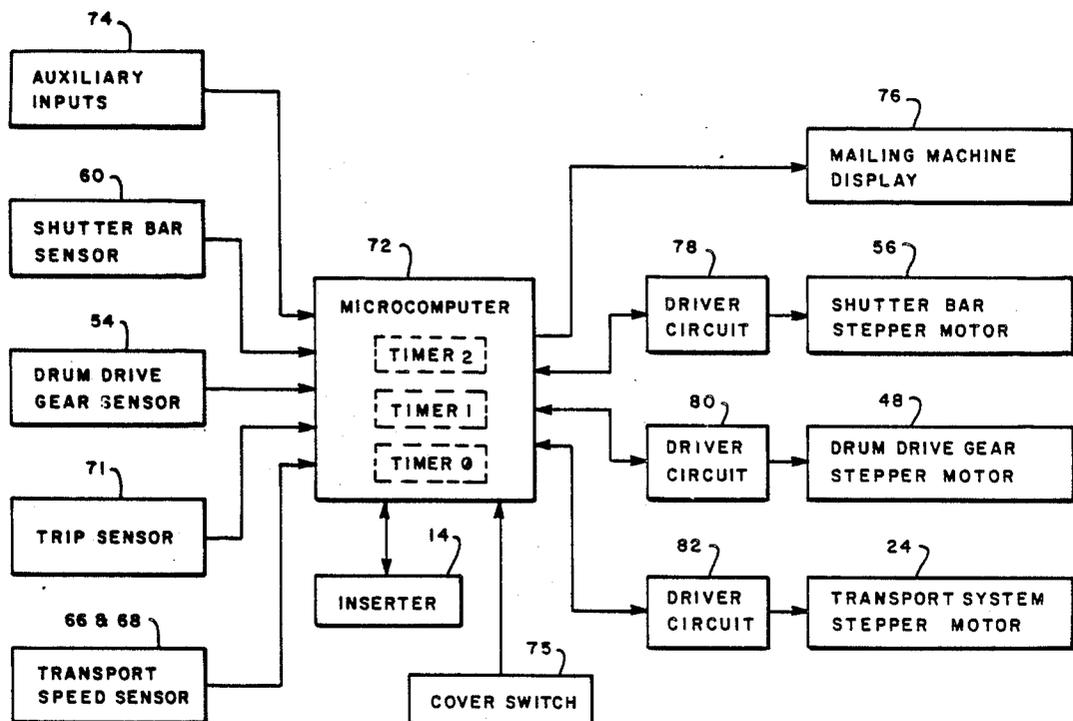 74
AUXILIARY
INPUTS
60
SHUTTER BAR
SENSOR
54
DRUM DRIVE
GEAR SENSOR
71
TRIP SENSOR
66 & 68
TRANSPORT
SPEED SENSOR
72
MICROCOMPUTER
TIMER 2
TIMER 1
TIMER 0
14
INSERTER
75
COVER SWITCH
76
MAILING MACHINE
DISPLAY
78
DRIVER
CIRCUIT
56
SHUTTER BAR
STEPPER MOTOR
80
DRIVER
CIRCUIT
48
DRUM DRIVE GEAR
STEPPER MOTOR
82
DRIVER
CIRCUIT
24
TRANSPORT SYSTEM
STEPPER MOTOR